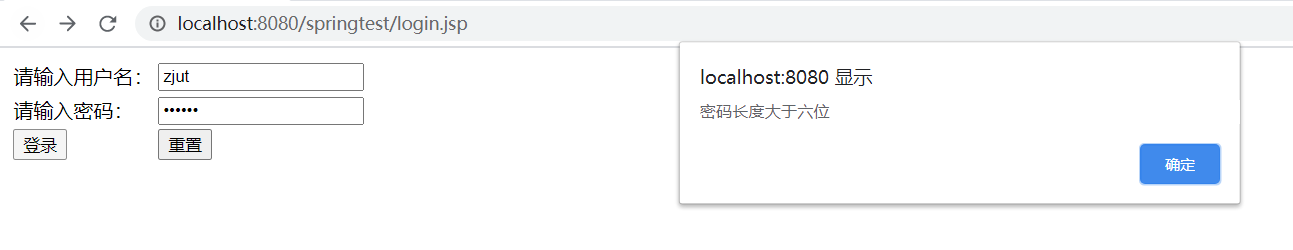 localhost:8080/springtest/login.jsp
请输入用户名： zjut
请输入密码： ••••••
登录 重置
localhost:8080 显示
密码长度大于六位
确定